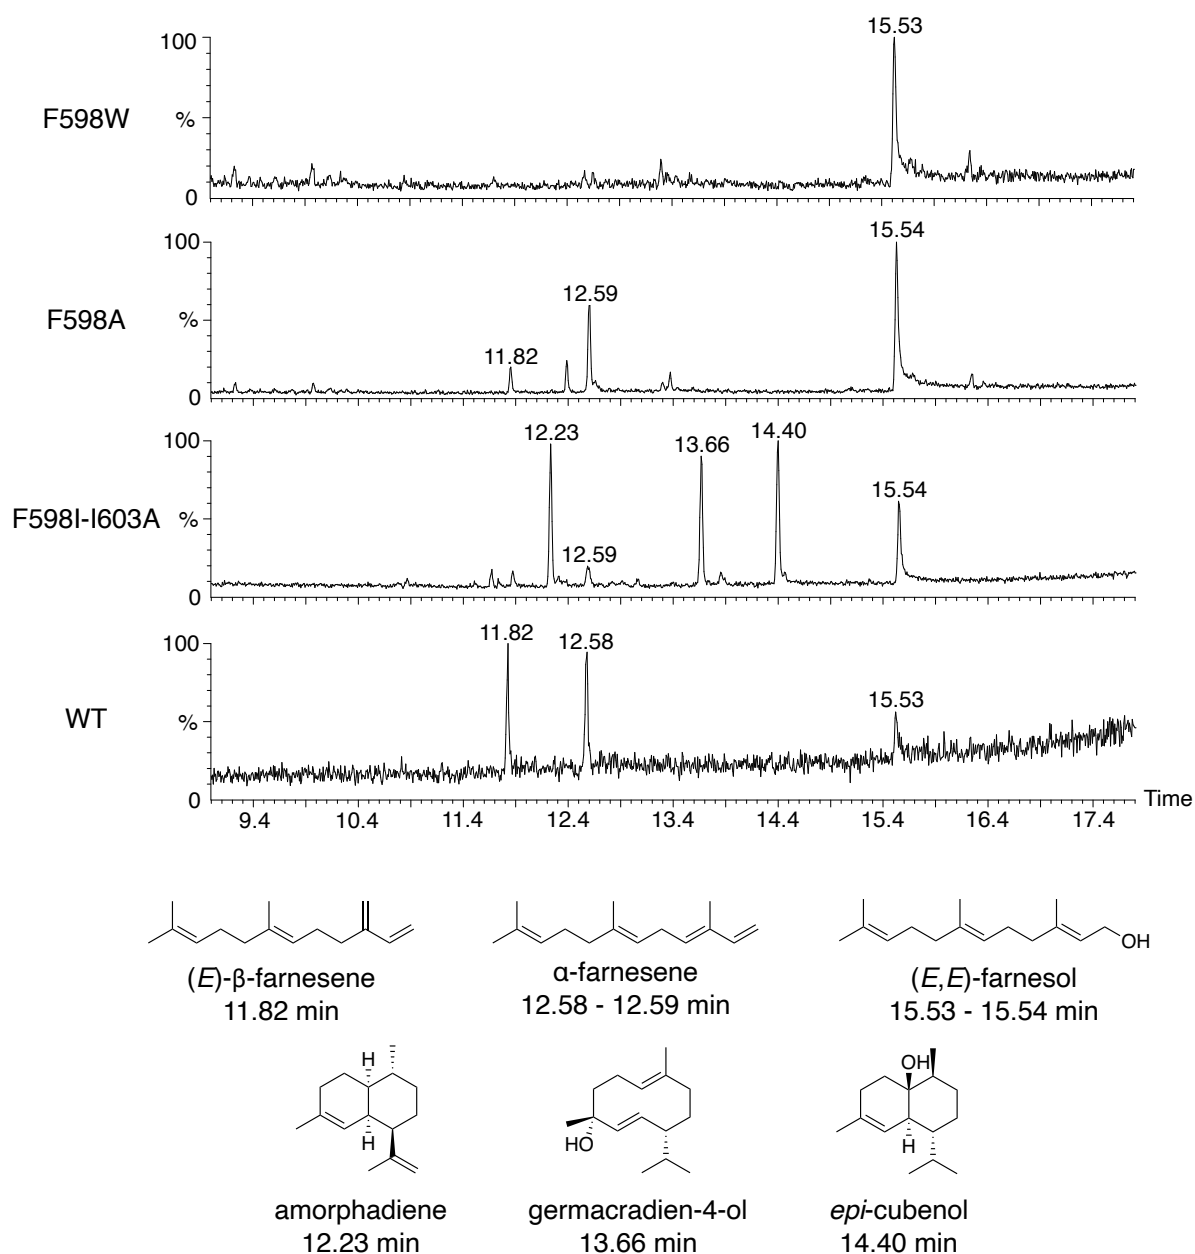 15.53
100
F598W
%
0
15.54
100
12.59
F598A
%
11.82
0
12.23
14.40
100
13.66
15.54
F598I-I603A
%
12.59
0
11.82
12.58
100
15.53
WT
%
0
Time
9.4 10.4 11.4 12.4 13.4 14.4 15.4 16.4 17.4
OH
(E)-β-farnesene
11.82 min
α-farnesene
12.58 - 12.59 min
(E,E)-farnesol
15.53 - 15.54 min
H
H
amorphadiene
12.23 min
HO
germacradien-4-ol
13.66 min
OH
H
epi-cubenol
14.40 min